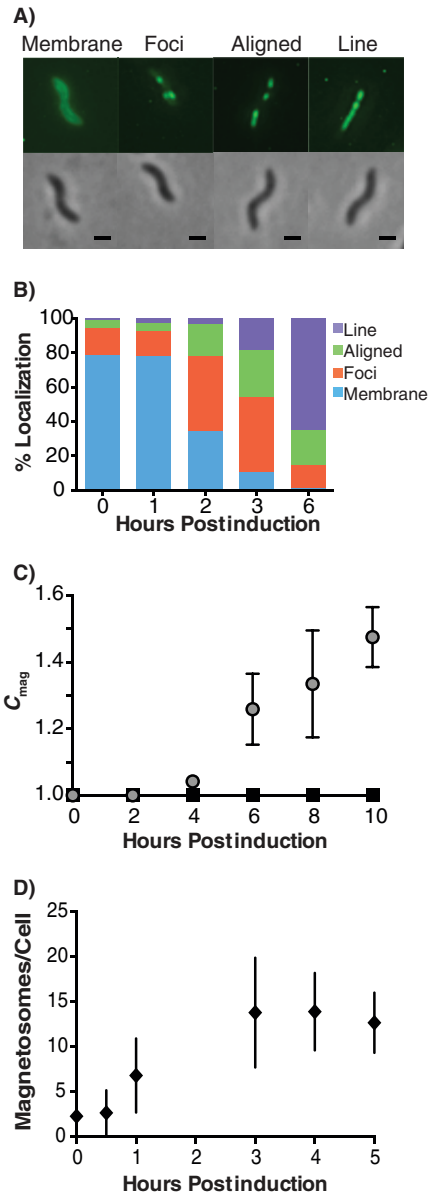 A)
Membrane Foci Aligned Line
B)
% Localization
100
80
60
40
20
0
Line
Aligned
Foci
Membrane
0 1 2 3 6
Hours Postinduction
C)
Cmag
1.6
1.4
1.2
1.0
0 2 4 6 8 10
Hours Postinduction
D)
Magnetosomes/Cell
25
20
15
10
5
0
0 1 2 3 4 5
Hours Postinduction